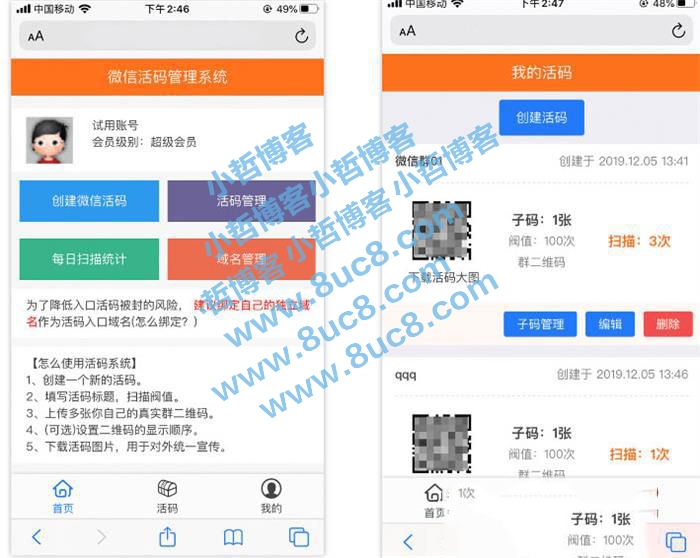 中国移动
下午2:46
49%
AA
微信活码管理系统
试用账号
会员级别：超级会员
创建微信活码
活码管理
每日扫描统计
域名管理
为了降低入口活码被封的风险，建议绑定自己的独立域
名作为活码入口域名(怎么绑定？)
【怎么使用活码系统】
1、创建一个新的活码。
2、填写活码标题，扫描阀值。
3、上传多张你自己的真实群二维码。
4、(可选)设置二维码的显示顺序。
5、下载活码图片，用于对外统一宣传。
首页
活码
我的
中国移动
下午2:47
48%
AA
我的活码
创建活码
微信群01
创建于 2019.12.05 13:41
子码：1张
阀值：100次
群二维码
扫描：3次
下载活码大图
子码管理
编辑
删除
qqq
创建于 2019.12.05 13:46
子码：1张
阀值：100次
群二维码
扫描：1次
首页
1次
子码：1张
阀值：100次
小哲博客 小哲博客
小哲博客 小哲博客
www.8uc8.com
www.8uc8.com
www.8uc8.com